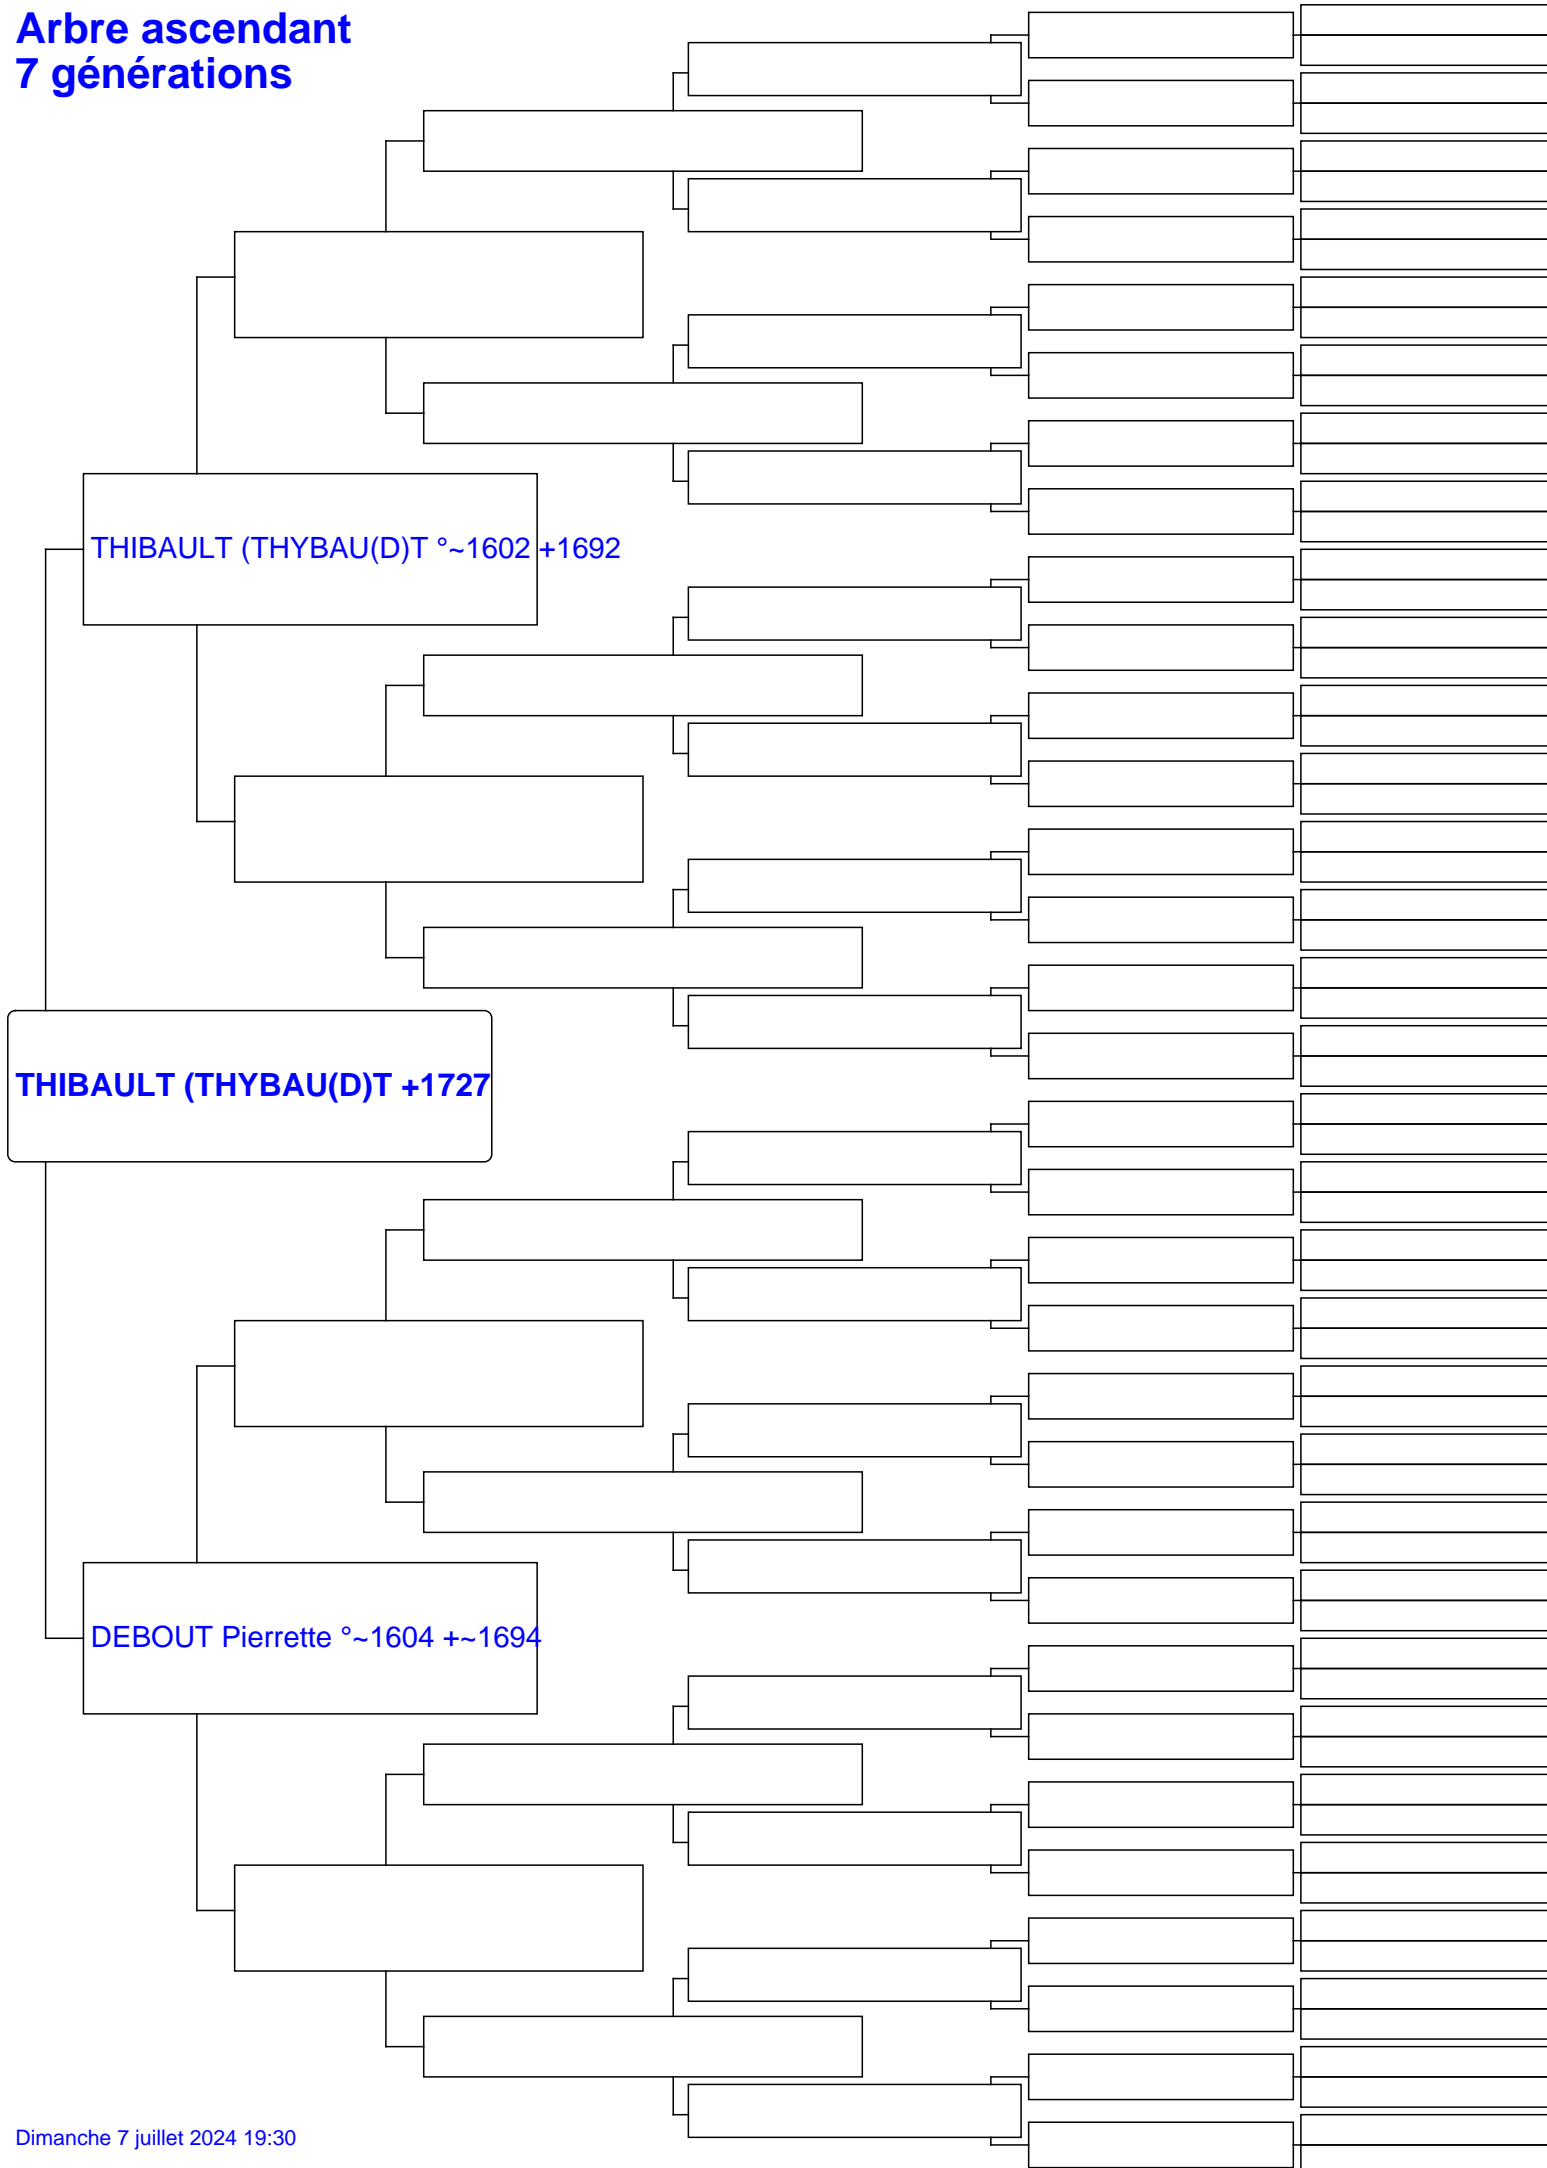 Arbre ascendant
7 générations
THIBAULT (THYBAU(D)T °~1602 +1692
THIBAULT (THYBAU(D)T +1727
DEBOUT Pierrette °~1604 +~1694
Dimanche 7 juillet 2024 19:30